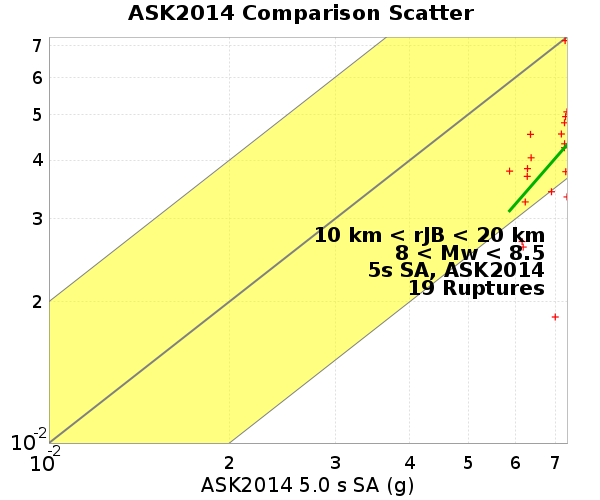 ASK2014 Comparison Scatter
7
6
5
4
3
2
10-2
10 km < rJB < 20 km
8 < Mw < 8.5
5s SA, ASK2014
19 Ruptures
10-2 2 3 4 5 6 7
ASK2014 5.0 s SA (g)